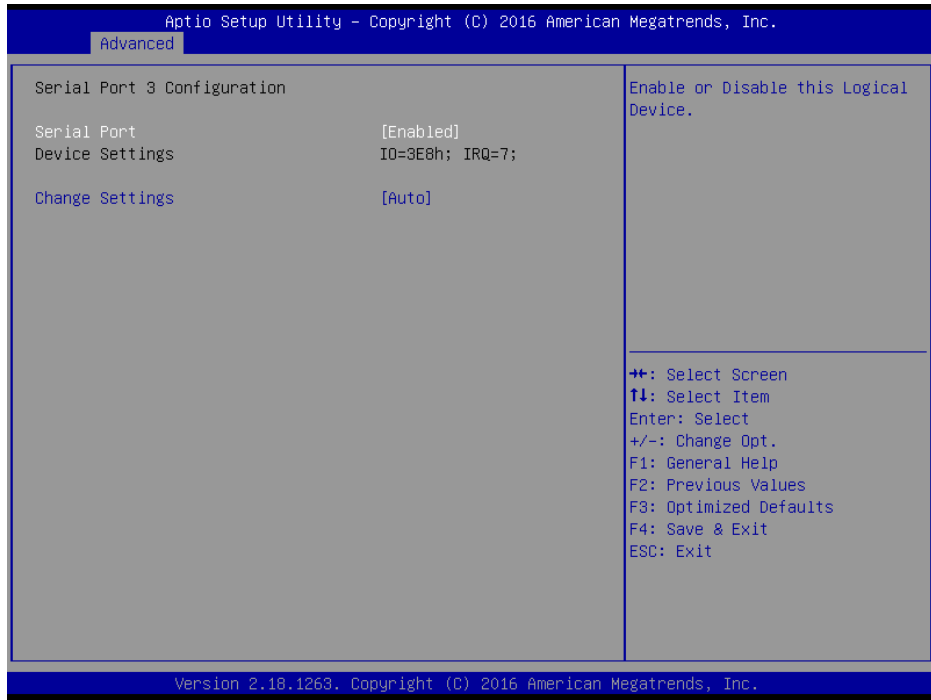 Aptio Setup Utility – Copyright (C) 2016 American Megatrends, Inc.
Advanced
Serial Port 3 Configuration
Serial Port [Enabled]
Device Settings IO=3E8h; IRQ=7;
Change Settings [Auto]
Enable or Disable this Logical
Device.
→←: Select Screen
↑↓: Select Item
Enter: Select
+/-: Change Opt.
F1: General Help
F2: Previous Values
F3: Optimized Defaults
F4: Save & Exit
ESC: Exit
Version 2.18.1263. Copyright (C) 2016 American Megatrends, Inc.